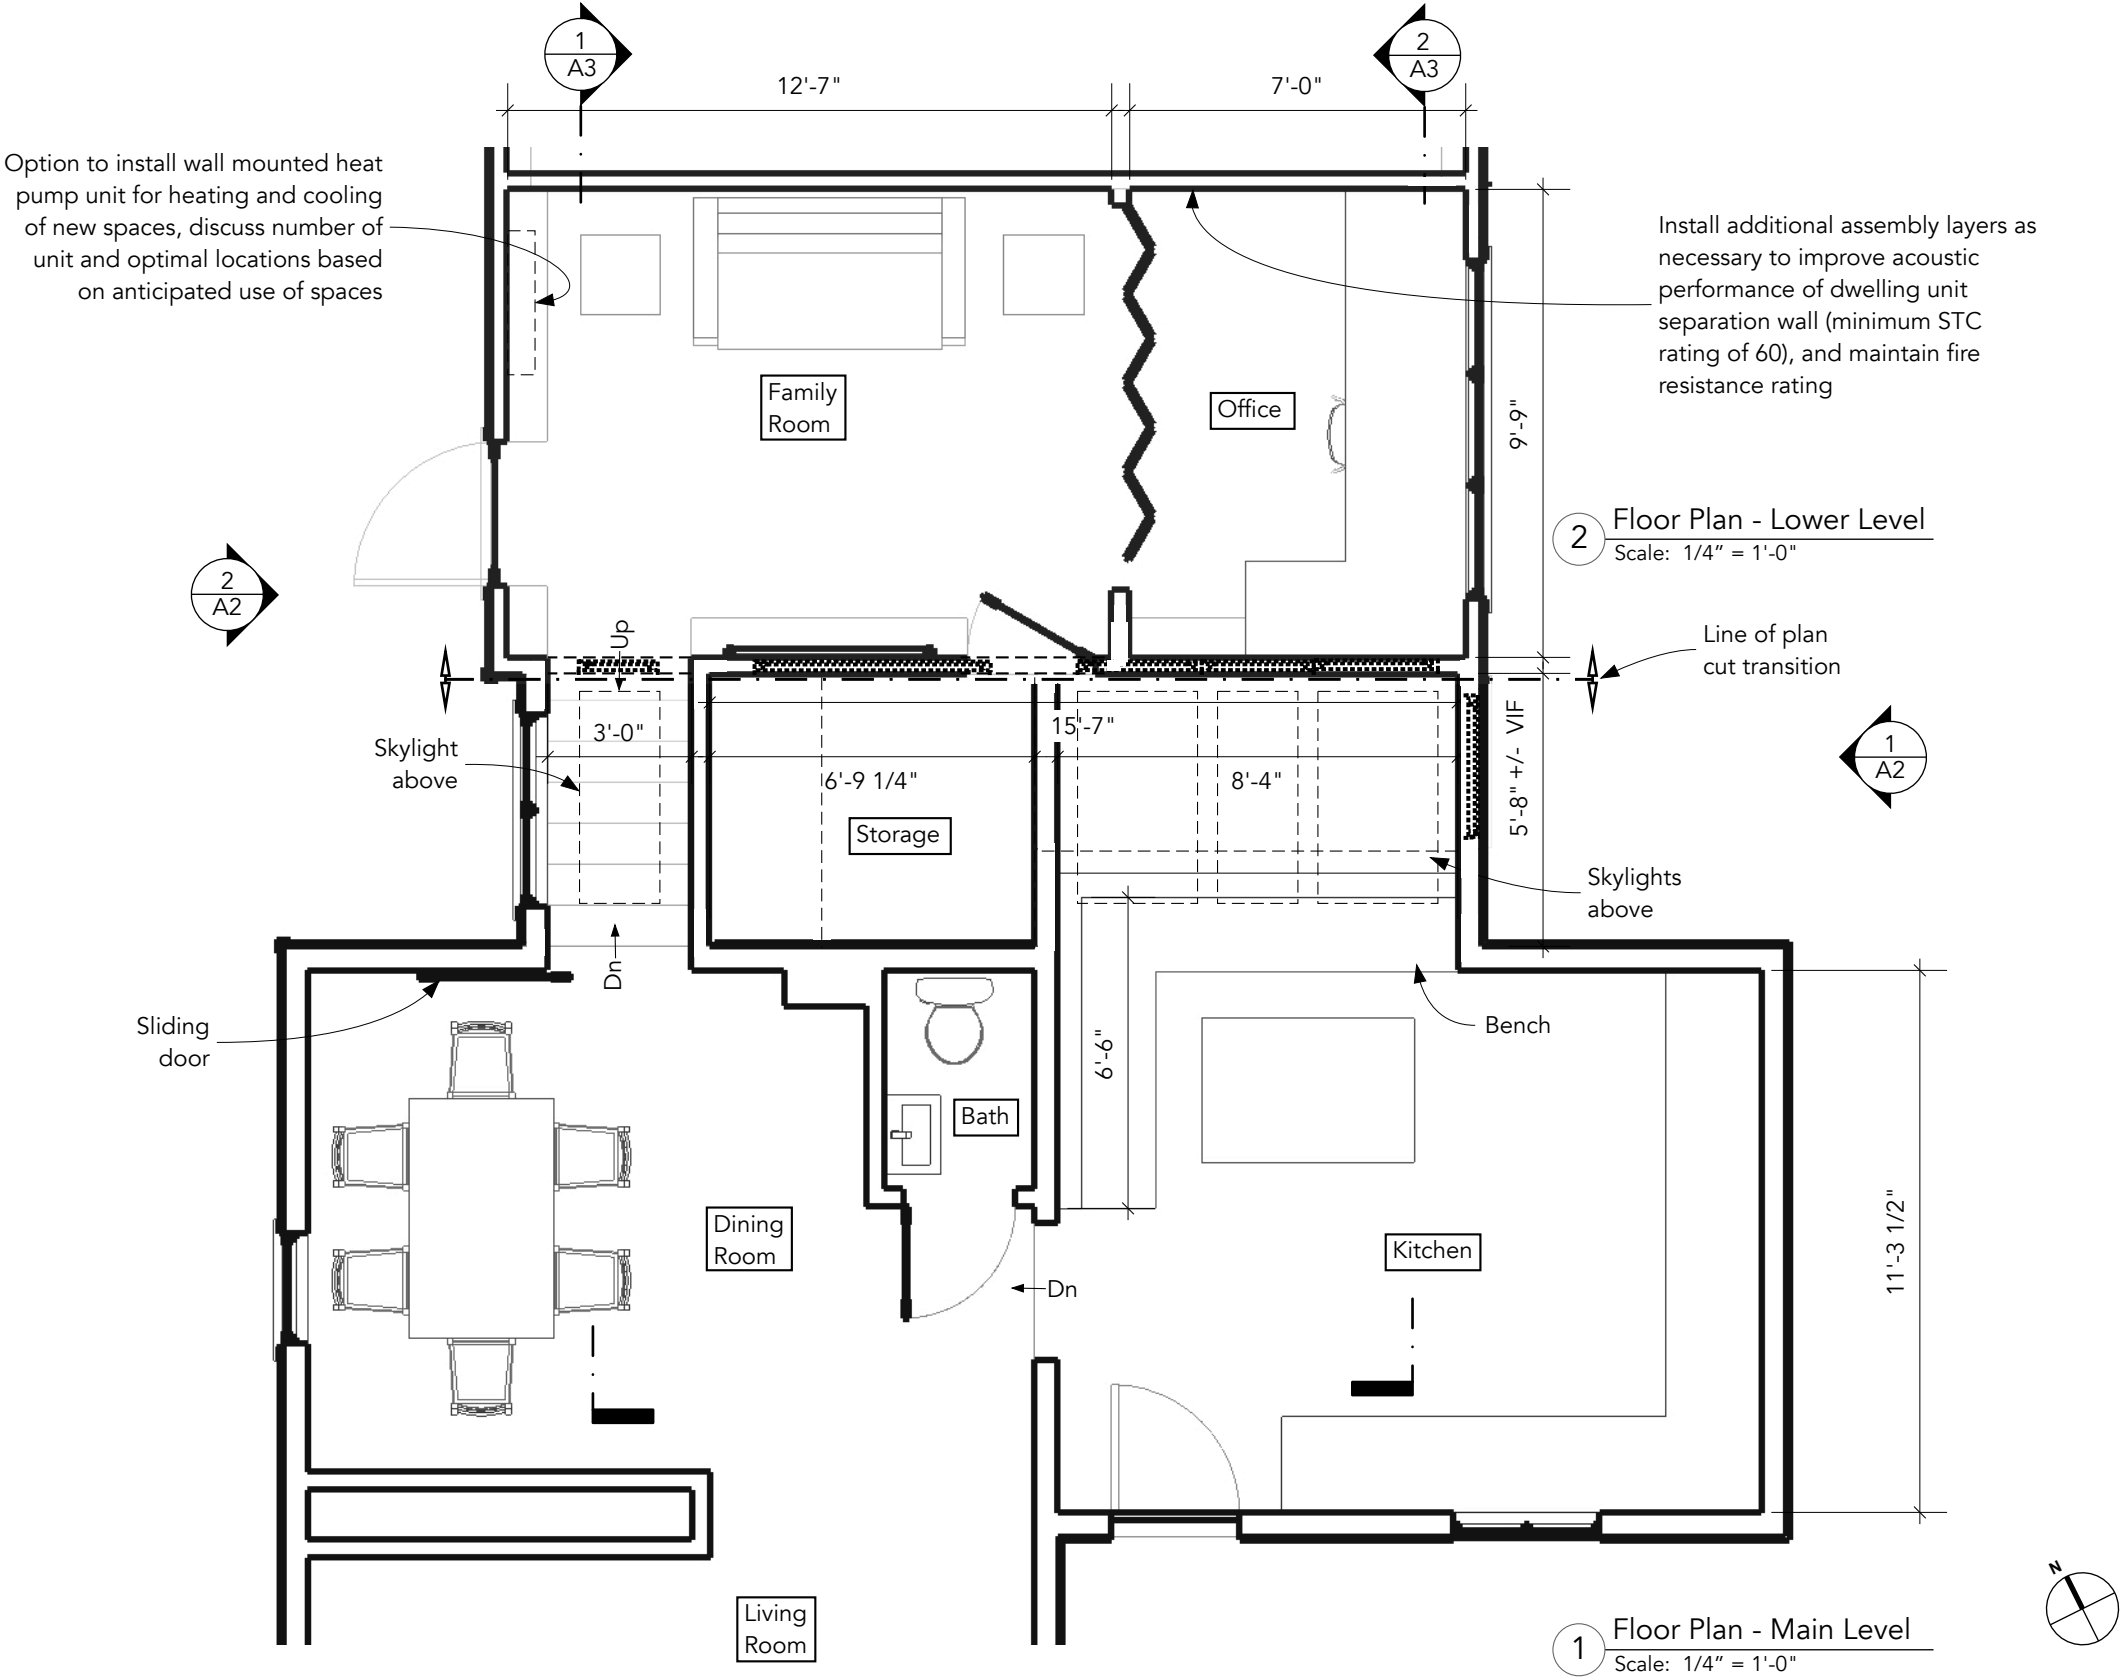 1
A3
2
A3
12'-7"
7'-0"
Option to install wall mounted heat
pump unit for heating and cooling
of new spaces, discuss number of
unit and optimal locations based
on anticipated use of spaces
Install additional assembly layers as
necessary to improve acoustic
performance of dwelling unit
separation wall (minimum STC
rating of 60), and maintain fire
resistance rating
Family
Room
Office
9'-9"
2
Floor Plan - Lower Level
Scale: 1/4" = 1'-0"
2
A2
Up
Line of plan
cut transition
3'-0"
15'-7"
5'-8" +/- VIF
Skylight
above
6'-9 1/4"
8'-4"
1
A2
Storage
Skylights
above
Dn
Sliding
door
Bench
6'-6"
Bath
Dining
Room
Kitchen
11'-3 1/2"
Dn
Living
Room
N
1
Floor Plan - Main Level
Scale: 1/4" = 1'-0"